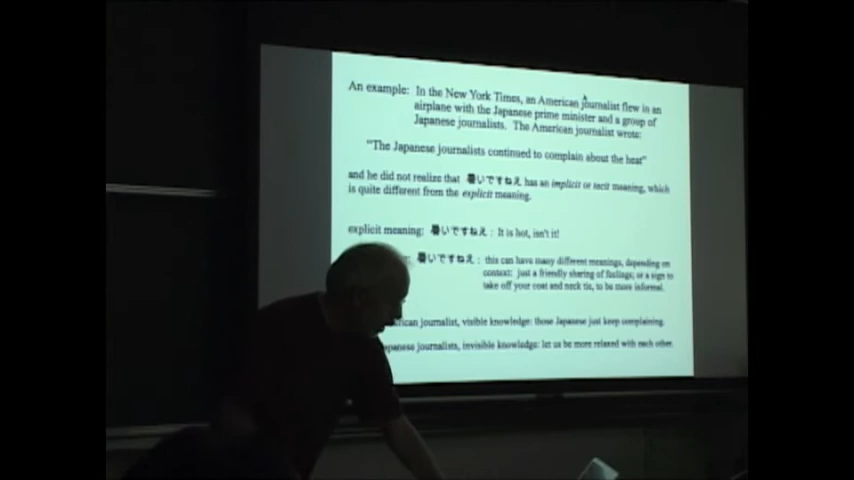 An example: In the New York Times, an American journalist flew in an
airplane with the Japanese prime minister and a group of
Japanese journalists. The American journalist wrote:
"The Japanese journalists continued to complain about the heat"
and he did not realize that 暑いですねえ has an implicit or tacit meaning, which
is quite different from the explicit meaning.
explicit meaning: 暑いですねえ : It is hot, isn't it!
暑いですねえ : this can have many different meanings, depending on
context: just a friendly sharing of feelings; or a sign to
take off your coat and neck tie, to be more informal.
journalist, visible knowledge: those Japanese just keep complaining.
journalists, invisible knowledge: let us be more relaxed with each other.